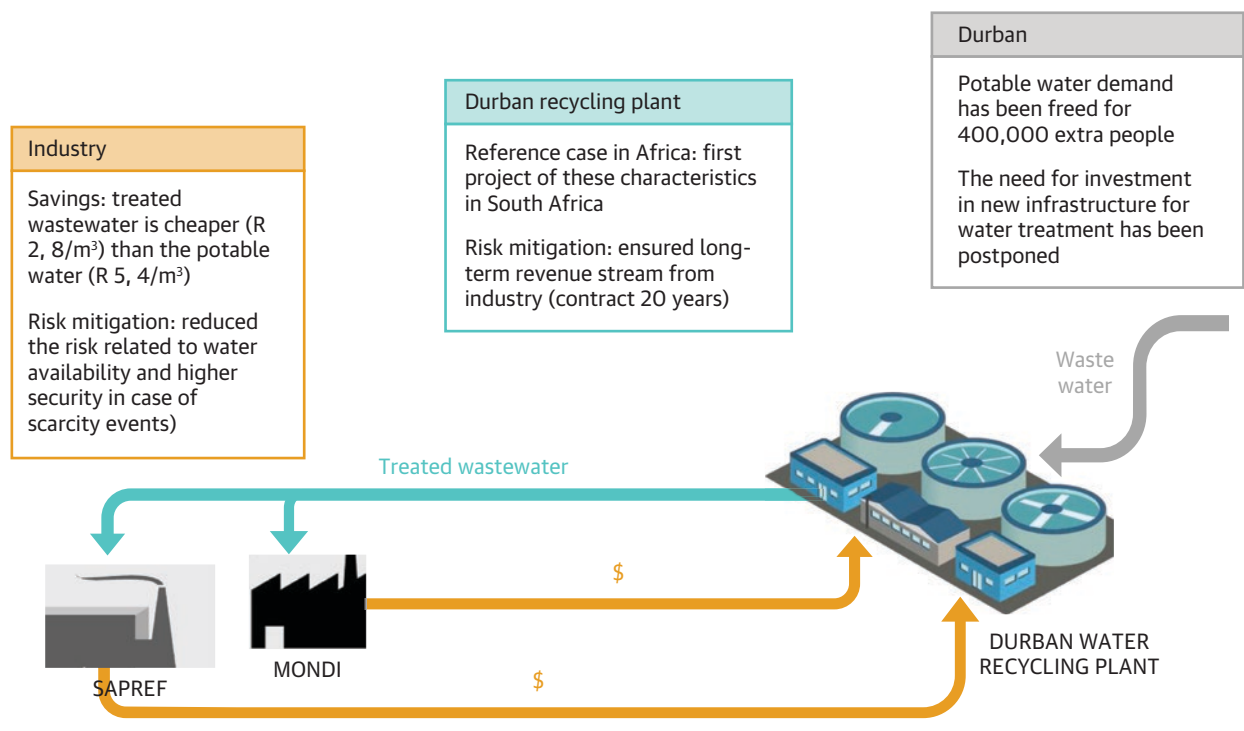 Industry
Savings: treated
wastewater is cheaper (R
2, 8/m³) than the potable
water (R 5, 4/m³)
Risk mitigation: reduced
the risk related to water
availability and higher
security in case of
scarcity events)
Durban recycling plant
Reference case in Africa: first
project of these characteristics
in South Africa
Risk mitigation: ensured long-
term revenue stream from
industry (contract 20 years)
Durban
Potable water demand
has been freed for
400,000 extra people
The need for investment
in new infrastructure for
water treatment has been
postponed
Waste
water
Treated wastewater
$
$
SAPREF
MONDI
DURBAN WATER
RECYCLING PLANT